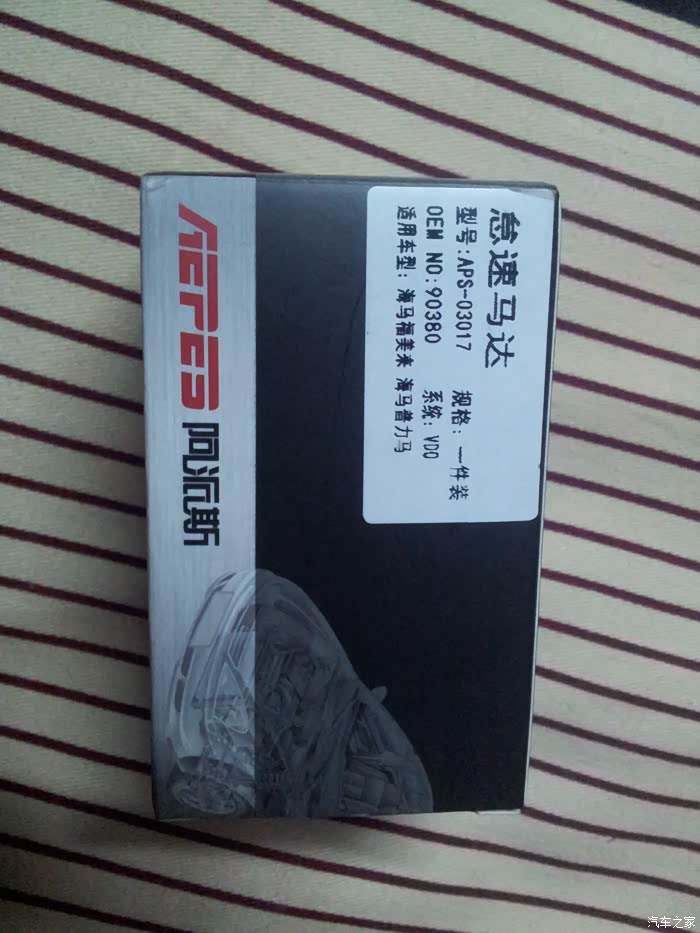 怠速马达
型号:APS-03017 规格: 一件装
OEM NO:90380 系统: VDO
适用车型: 海马福美来 海马普力马
AEPES 阿派斯
汽车之家